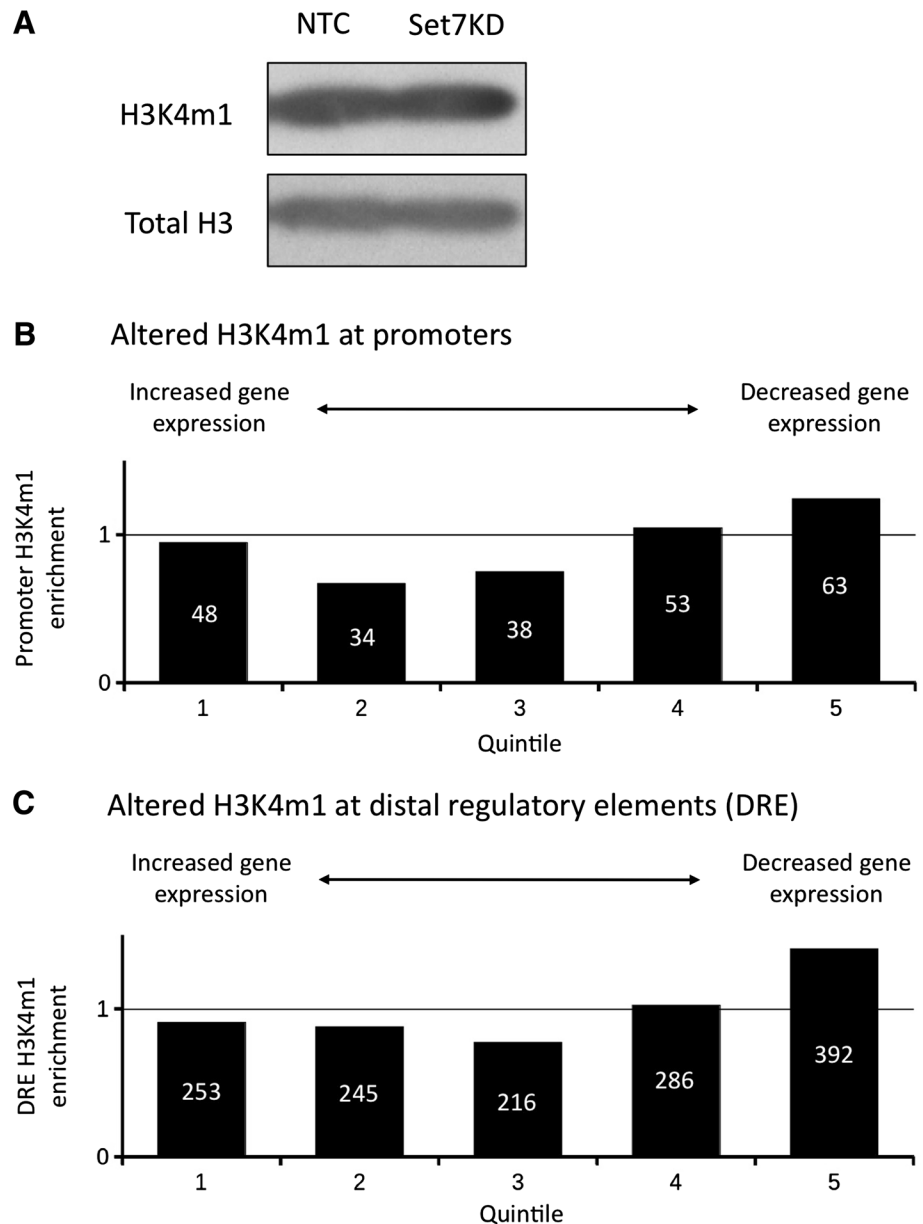 A
NTC Set7KD
H3K4m1
Total H3
B Altered H3K4m1 at promoters
Increased gene
expression
Decreased gene
expression
Promoter H3K4m1
enrichment
1
0
48
34
38
53
63
1 2 3 4 5
Quintile
C Altered H3K4m1 at distal regulatory elements (DRE)
Increased gene
expression
Decreased gene
expression
DRE H3K4m1
enrichment
1
0
253
245
216
286
392
1 2 3 4 5
Quintile